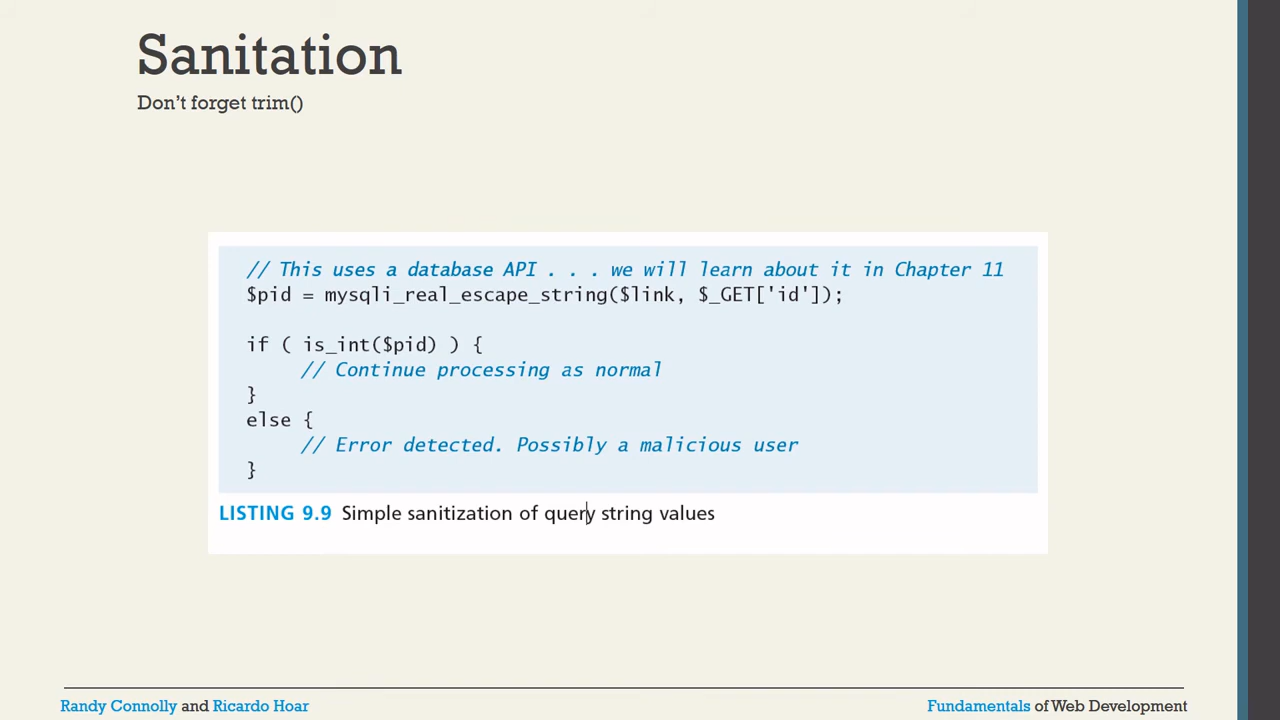 Sanitation
Don't forget trim()
// This uses a database API . . . we will learn about it in Chapter 11
$pid = mysqli_real_escape_string($link, $_GET['id']);
if ( is_int($pid) ) {
// Continue processing as normal
}
else {
// Error detected. Possibly a malicious user
}
LISTING 9.9 Simple sanitization of query string values
Randy Connolly and Ricardo Hoar
Fundamentals of Web Development